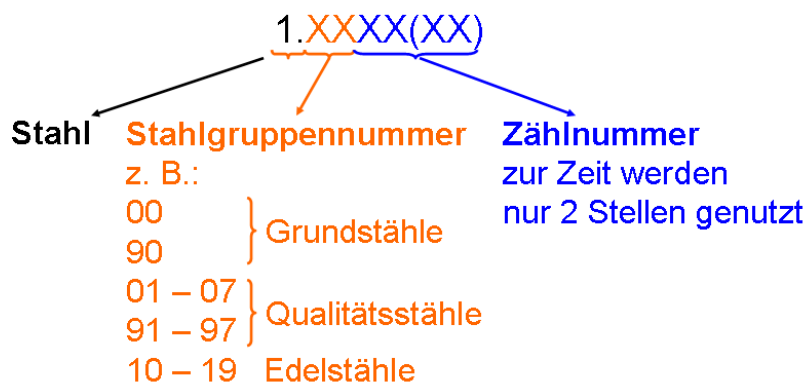 1.XXXX(XX)
Stahl
Stahlgruppennummer
z. B.:
00
90
Grundstähle
01 – 07
91 – 97
Qualitätsstähle
10 – 19 Edelstähle
Zählnummer
zur Zeit werden
nur 2 Stellen genutzt